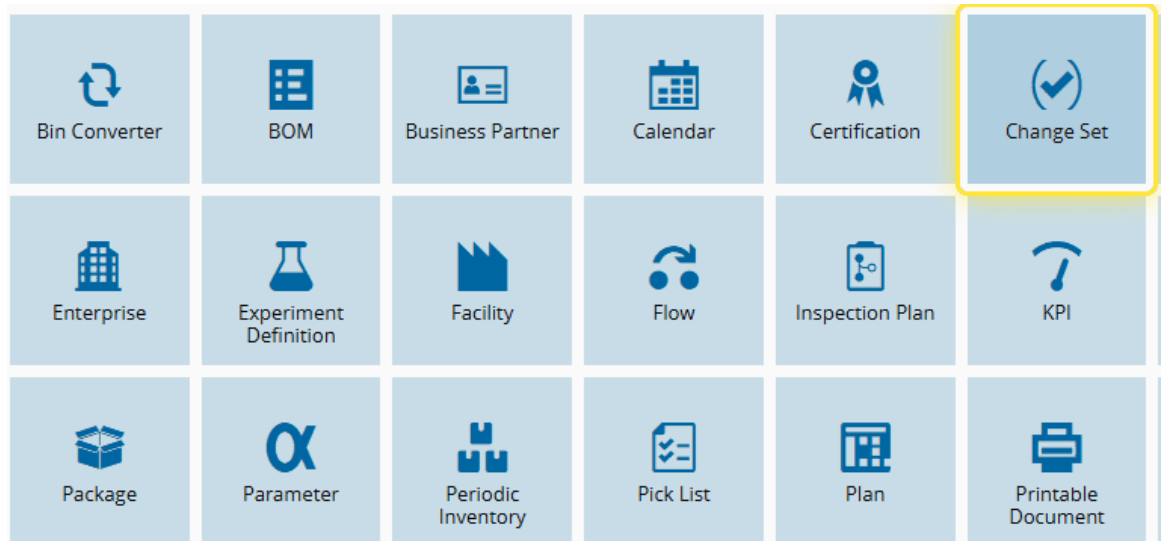 Bin Converter
BOM
Business Partner
Calendar
Certification
Change Set
Enterprise
Experiment
Definition
Facility
Flow
Inspection Plan
KPI
Package
Parameter
Periodic
Inventory
Pick List
Plan
Printable
Document